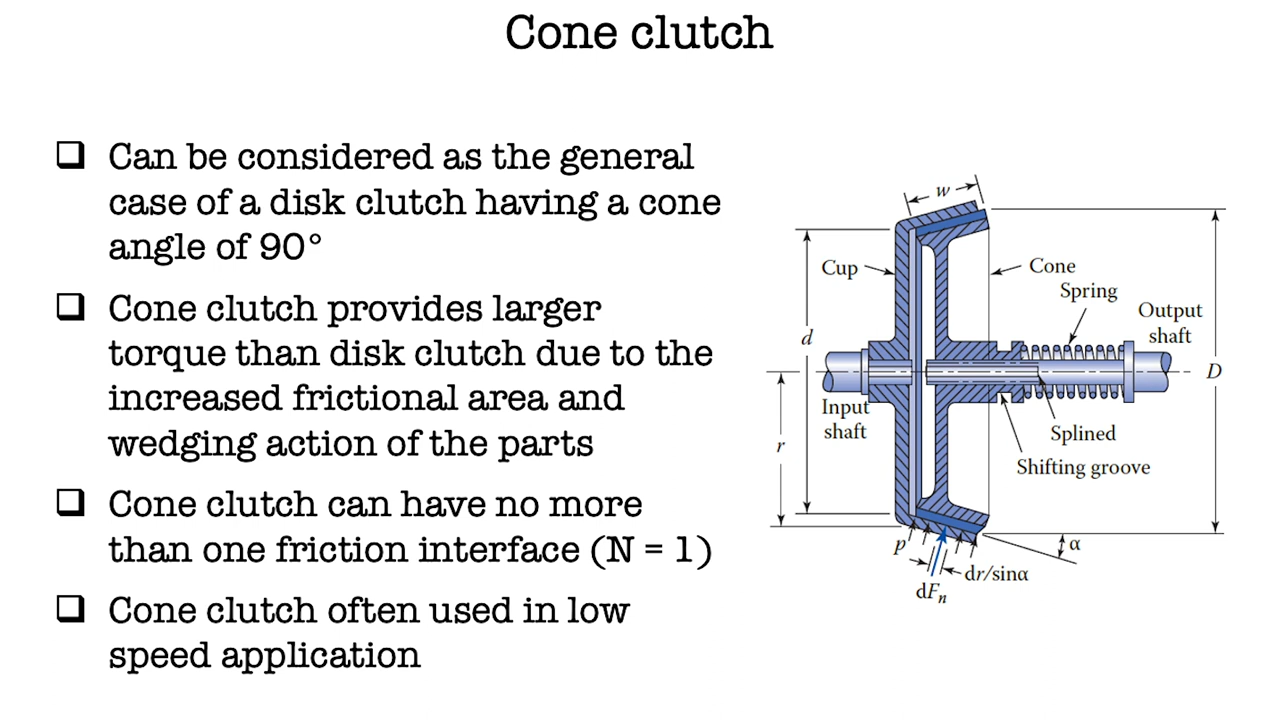 Cone clutch
Can be considered as the general
case of a disk clutch having a cone
angle of 90°
Cone clutch provides larger
torque than disk clutch due to the
increased frictional area and
wedging action of the parts
Cone clutch can have no more
than one friction interface (N = 1)
Cone clutch often used in low
speed application
w
Cup
Cone
Spring
Output
shaft
d
D
Input
shaft
r
Splined
Shifting groove
p
α
dr/sinα
dFn